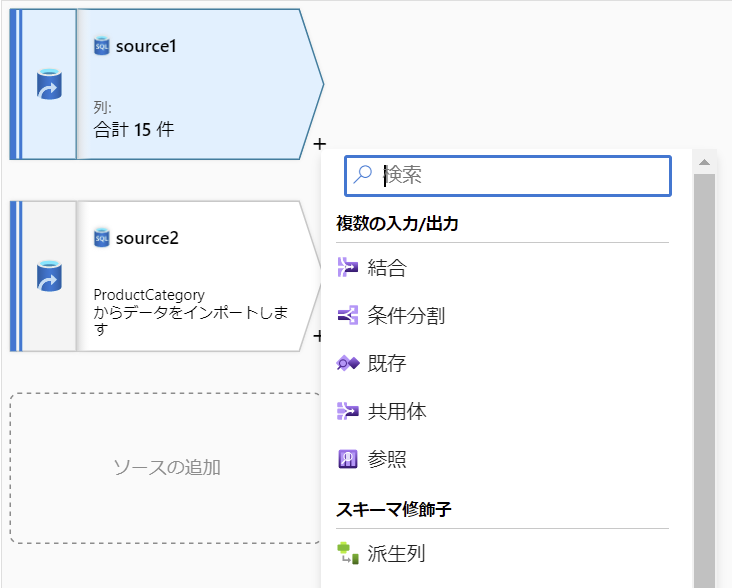 SQL
source1
列:
合計 15 件
+
検索
複数の入力/出力
結合
条件分割
既存
共用体
参照
スキーマ修飾子
派生列
SQL
source2
ProductCategory
からデータをインポートしま
す
+
ソースの追加